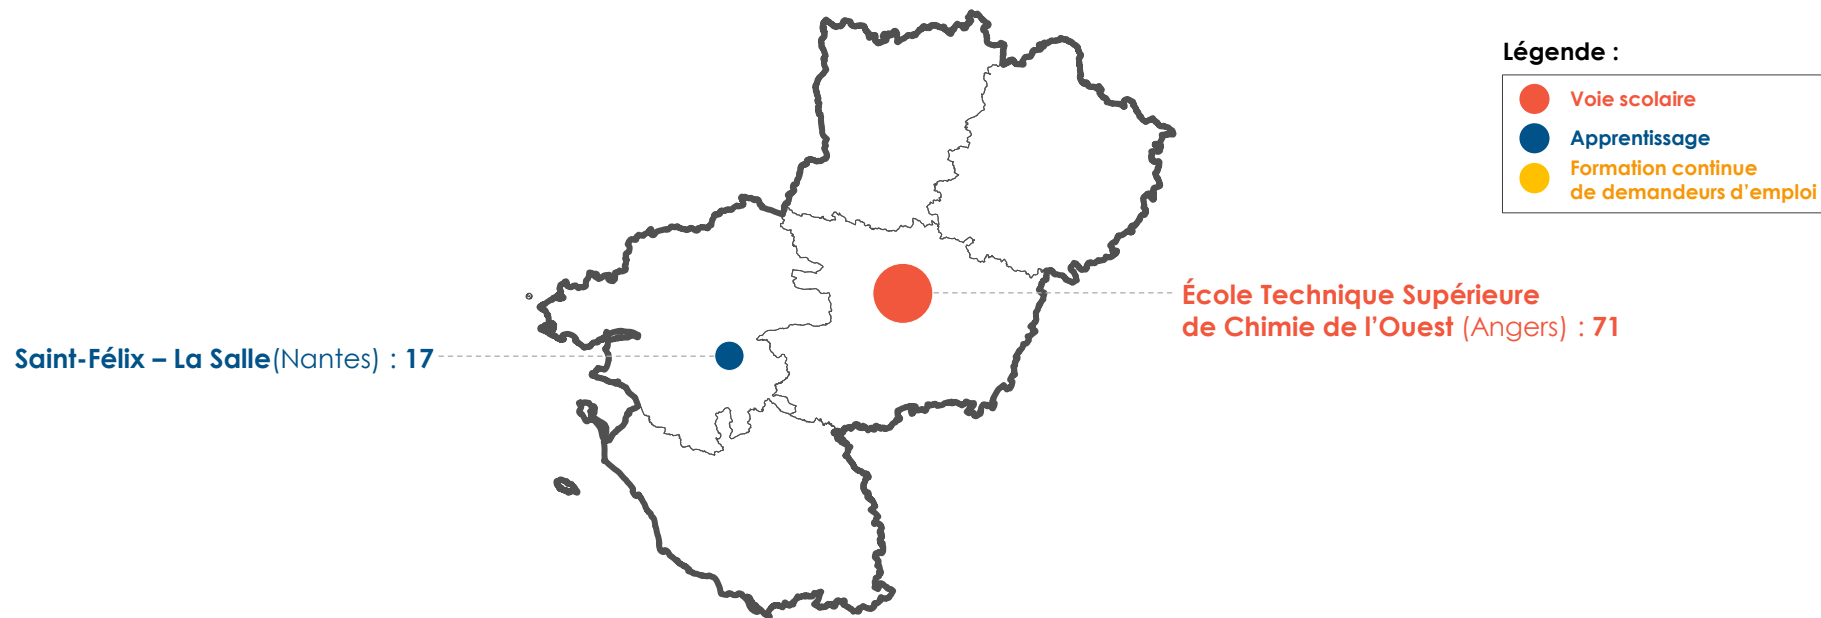 Légende :
Voie scolaire
Apprentissage
Formation continue
de demandeurs d’emploi
École Technique Supérieure
de Chimie de l’Ouest (Angers) : 71
Saint-Félix – La Salle(Nantes) : 17